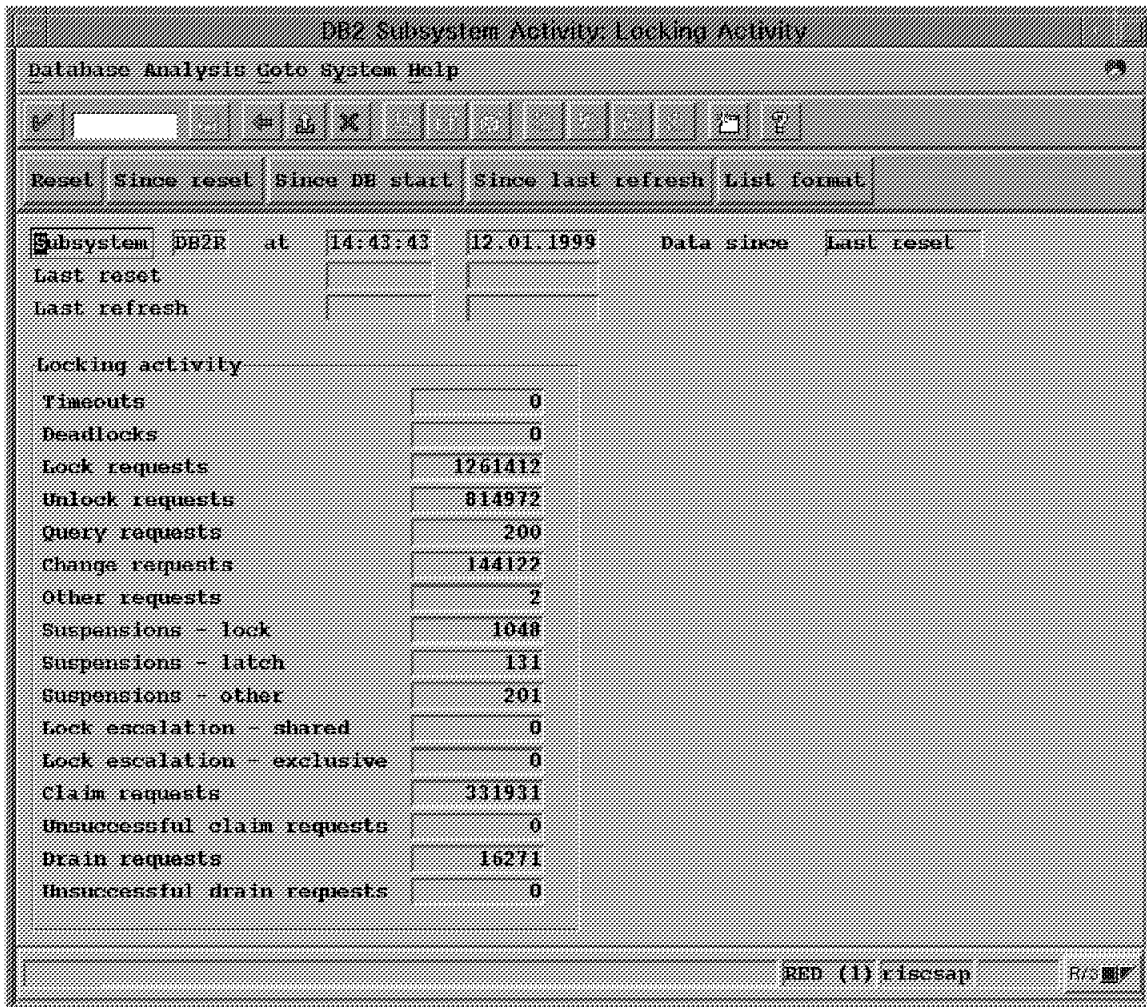 DB2 Subsystem Activity: Locking Activity
Database Analysis Goto System Help
Reset Since reset Since DB start Since last refresh List format
Subsystem DB2R at 14:43:43 12.01.1999 Data since Last reset
Last reset
Last refresh
Locking activity
Timeouts 0
Deadlocks 0
Lock requests 1261412
Unlock requests 814972
Query requests 200
Change requests 144122
Other requests 2
Suspensions - lock 1048
Suspensions - latch 131
Suspensions - other 201
Lock escalation - shared 0
Lock escalation - exclusive 0
Claim requests 331931
Unsuccessful claim requests 0
Drain requests 16271
Unsuccessful drain requests 0
RED (1) riscsap R/3